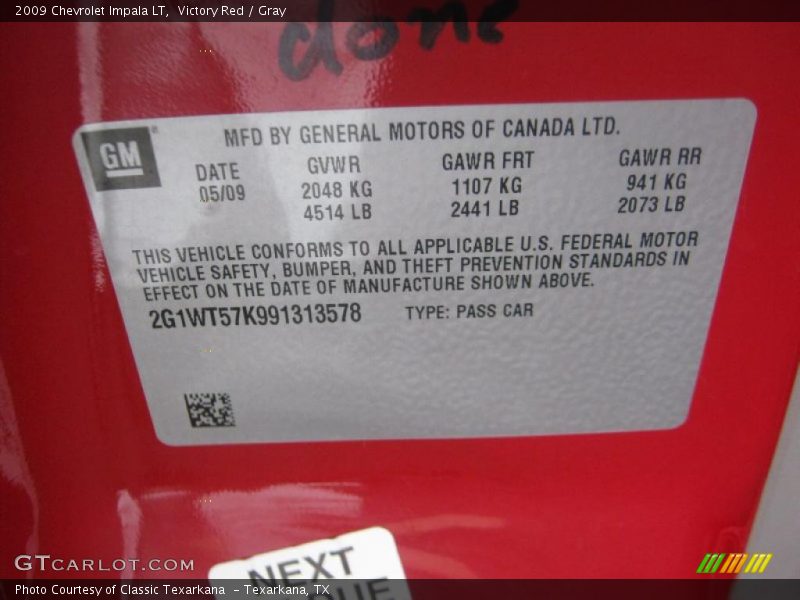 2009 Chevrolet Impala LT, Victory Red / Gray
done
GM
MFD BY GENERAL MOTORS OF CANADA LTD.
DATE GVWR GAWR FRT GAWR RR
05/09 2048 KG 1107 KG 941 KG
4514 LB 2441 LB 2073 LB
THIS VEHICLE CONFORMS TO ALL APPLICABLE U.S. FEDERAL MOTOR
VEHICLE SAFETY, BUMPER, AND THEFT PREVENTION STANDARDS IN
EFFECT ON THE DATE OF MANUFACTURE SHOWN ABOVE.
2G1WT57K991313578 TYPE: PASS CAR
NEXT
GTCARLOT.COM
Photo Courtesy of Classic Texarkana - Texarkana, TX